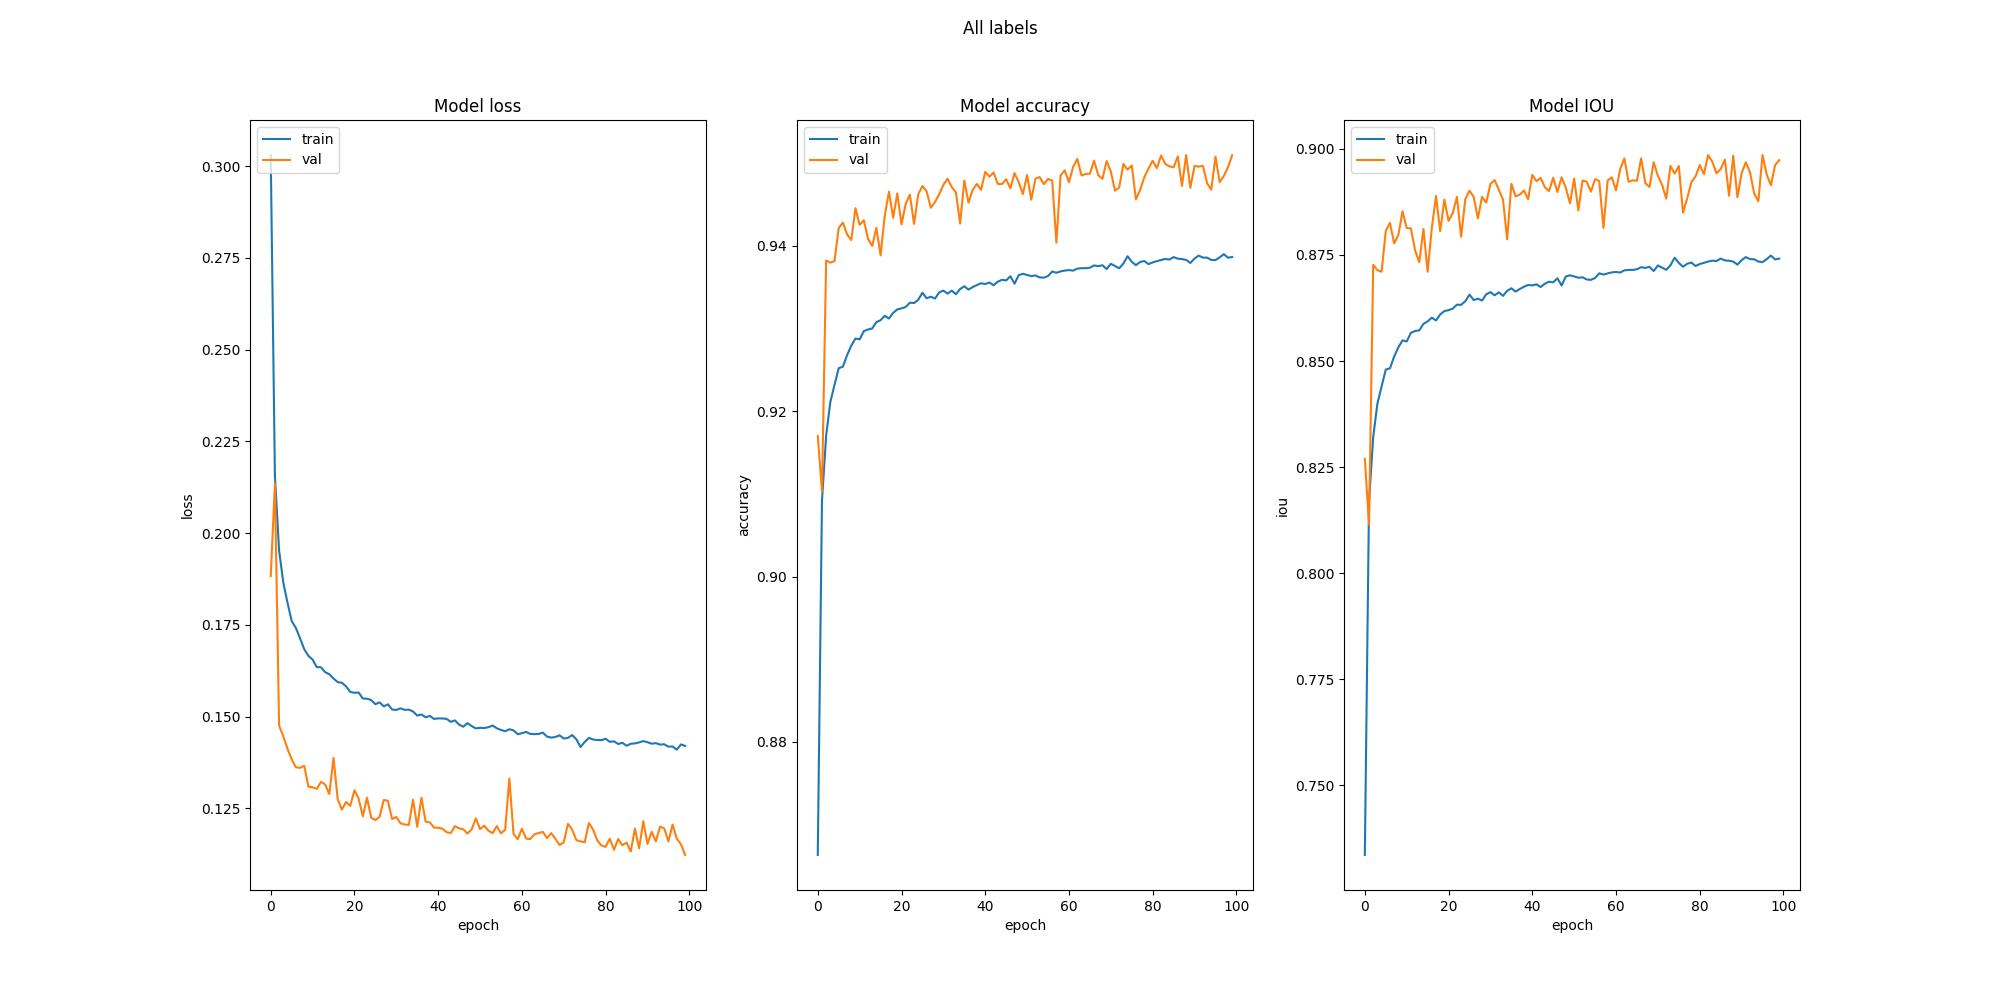 All labels
Model loss
train
val
0.300
0.275
0.250
0.225
0.200
0.175
0.150
0.125
loss
0 20 40 60 80 100
epoch
Model accuracy
train
val
0.94
0.92
0.90
0.88
accuracy
0 20 40 60 80 100
epoch
Model IOU
train
val
0.900
0.875
0.850
0.825
0.800
0.775
0.750
iou
0 20 40 60 80 100
epoch